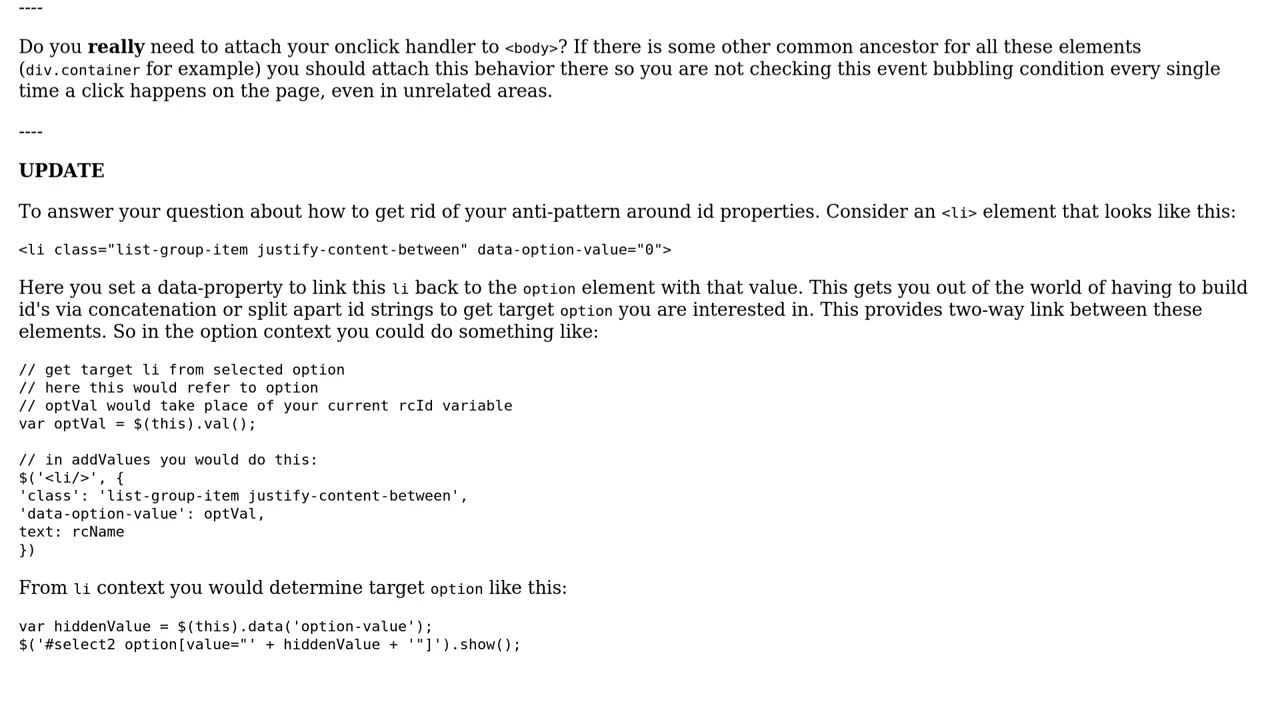 ----
Do you really need to attach your onclick handler to <body>? If there is some other common ancestor for all these elements
(div.container for example) you should attach this behavior there so you are not checking this event bubbling condition every single
time a click happens on the page, even in unrelated areas.
----
UPDATE
To answer your question about how to get rid of your anti-pattern around id properties. Consider an <li> element that looks like this:
<li class="list-group-item justify-content-between" data-option-value="0">
Here you set a data-property to link this li back to the option element with that value. This gets you out of the world of having to build
id's via concatenation or split apart id strings to get target option you are interested in. This provides two-way link between these
elements. So in the option context you could do something like:
// get target li from selected option
// here this would refer to option
// optVal would take place of your current rcId variable
var optVal = $(this).val();
// in addValues you would do this:
$('<li/>', {
'class': 'list-group-item justify-content-between',
'data-option-value': optVal,
text: rcName
})
From li context you would determine target option like this:
var hiddenValue = $(this).data('option-value');
$('#select2 option[value="' + hiddenValue + '"]').show();